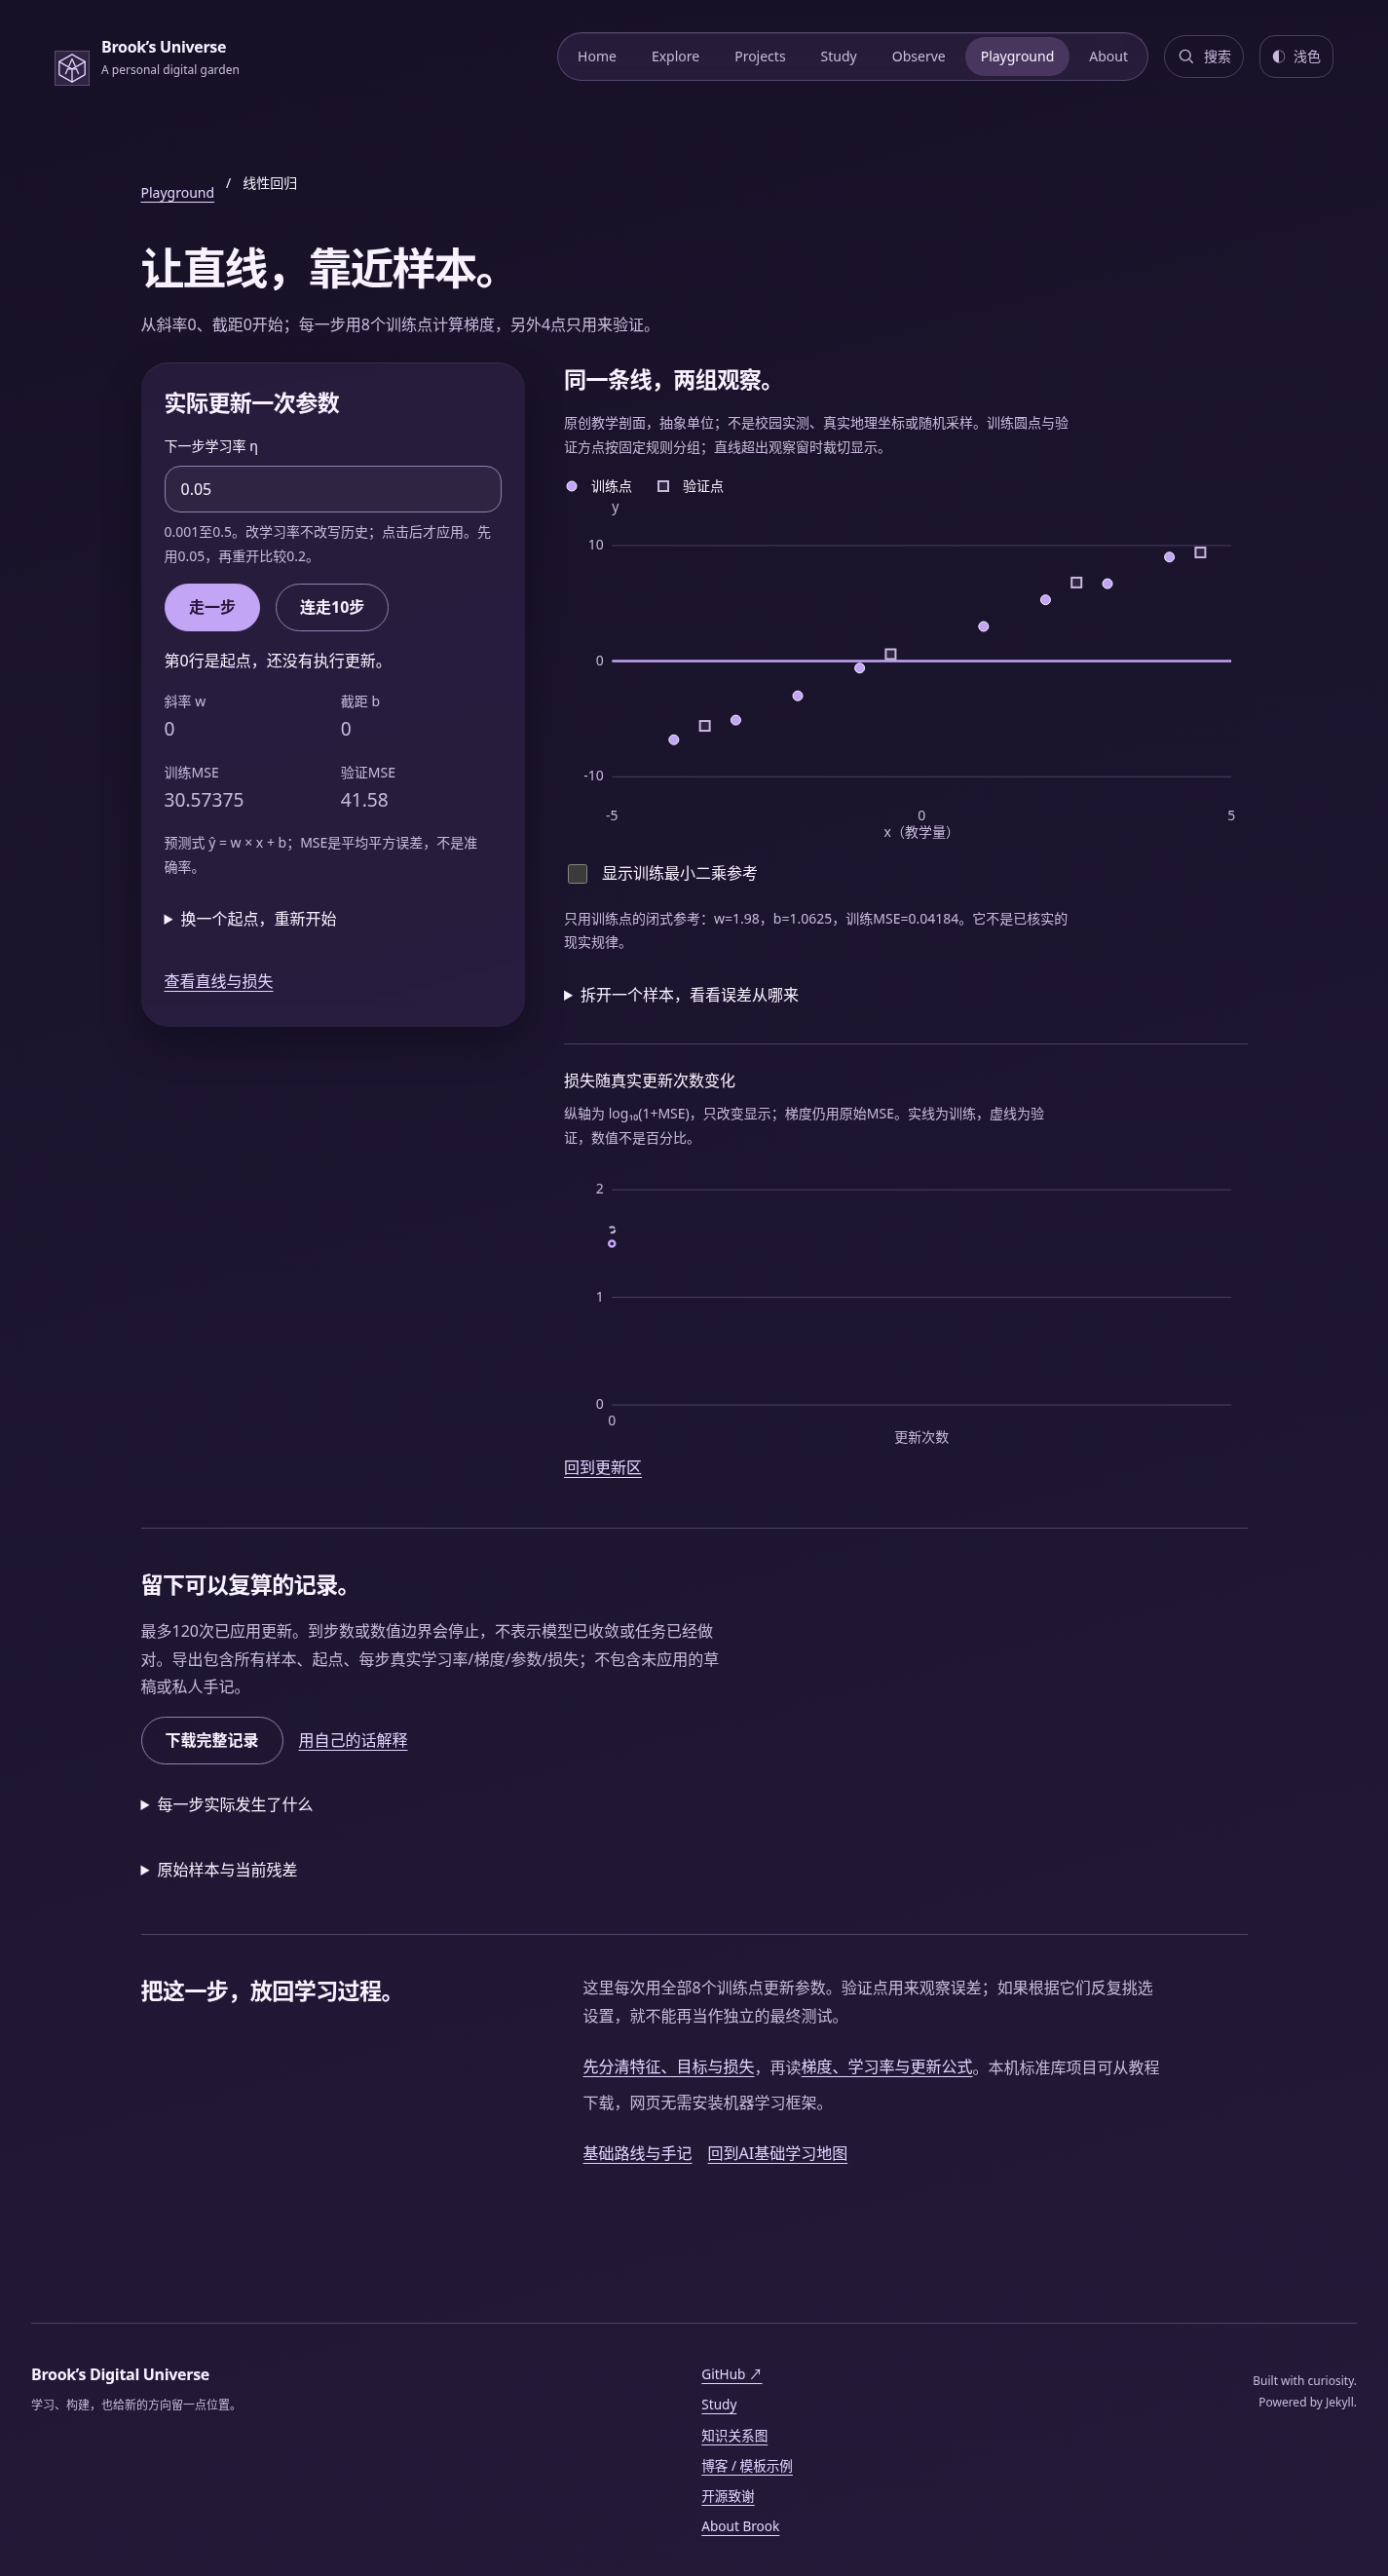 Brook’s Universe
A personal digital garden
Home Explore Projects Study Observe Playground About
搜索
浅色
Playground / 线性回归
让直线，靠近样本。
从斜率0、截距0开始；每一步用8个训练点计算梯度，另外4点只用来验证。
实际更新一次参数
下一步学习率 η
0.05
0.001至0.5。改学习率不改写历史；点击后才应用。先
用0.05，再重开比较0.2。
走一步 连走10步
第0行是起点，还没有执行更新。
斜率 w 截距 b
0 0
训练MSE 验证MSE
30.57375 41.58
预测式 ŷ = w × x + b；MSE是平均平方误差，不是准
确率。
▶ 换一个起点，重新开始
查看直线与损失
同一条线，两组观察。
原创教学剖面，抽象单位；不是校园实测、真实地理坐标或随机采样。训练圆点与验
证方点按固定规则分组；直线超出观察窗时裁切显示。
训练点 验证点
y
10
0
-10
-5 0 5
x（教学量）
显示训练最小二乘参考
只用训练点的闭式参考：w=1.98，b=1.0625，训练MSE=0.04184。它不是已核实的
现实规律。
▶ 拆开一个样本，看看误差从哪来
损失随真实更新次数变化
纵轴为 log₁₀(1+MSE)，只改变显示；梯度仍用原始MSE。实线为训练，虚线为验
证，数值不是百分比。
2
1
0
0
更新次数
回到更新区
留下可以复算的记录。
最多120次已应用更新。到步数或数值边界会停止，不表示模型已收敛或任务已经做
对。导出包含所有样本、起点、每步真实学习率/梯度/参数/损失；不包含未应用的草
稿或私人手记。
下载完整记录 用自己的话解释
▶ 每一步实际发生了什么
▶ 原始样本与当前残差
把这一步，放回学习过程。
这里每次用全部8个训练点更新参数。验证点用来观察误差；如果根据它们反复挑选
设置，就不能再当作独立的最终测试。
先分清特征、目标与损失，再读梯度、学习率与更新公式。本机标准库项目可从教程
下载，网页无需安装机器学习框架。
基础路线与手记 回到AI基础学习地图
Brook’s Digital Universe
学习、构建，也给新的方向留一点位置。
GitHub ↗
Study
知识关系图
博客 / 模板示例
开源致谢
About Brook
Built with curiosity.
Powered by Jekyll.